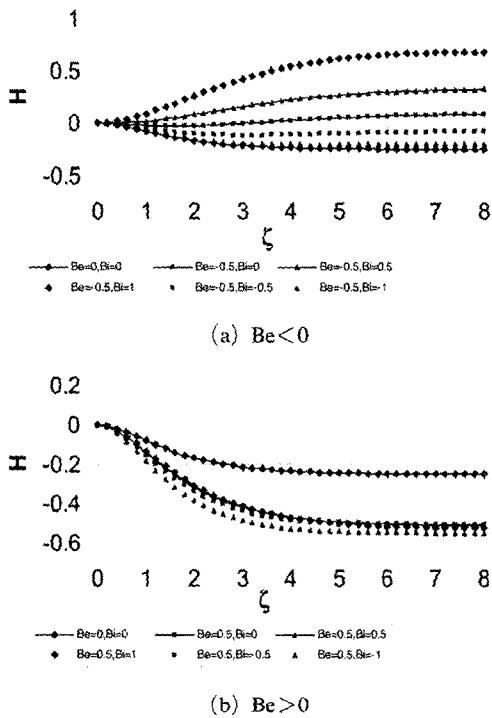 1
0.5
0
-0.5
H
0 1 2 3 4 5 6 7 8
ζ
Be=0,Bi=0 Be=-0.5,Bi=0 Be=-0.5,Bi=0.5
Be=-0.5,Bi=1 Be=-0.5,Bi=-0.5 Be=-0.5,Bi=-1
(a) Be<0
0.2
0
-0.2
-0.4
-0.6
H
0 1 2 3 4 5 6 7 8
ζ
Be=0,Bi=0 Be=0.5,Bi=0 Be=0.5,Bi=0.5
Be=0.5,Bi=1 Be=0.5,Bi=-0.5 Be=0.5,Bi=-1
(b) Be>0